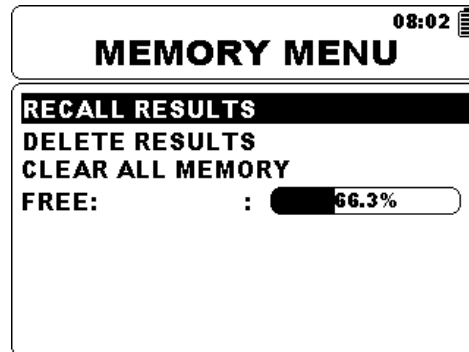 08:02
MEMORY MENU
RECALL RESULTS
DELETE RESULTS
CLEAR ALL MEMORY
FREE: : 66.3%